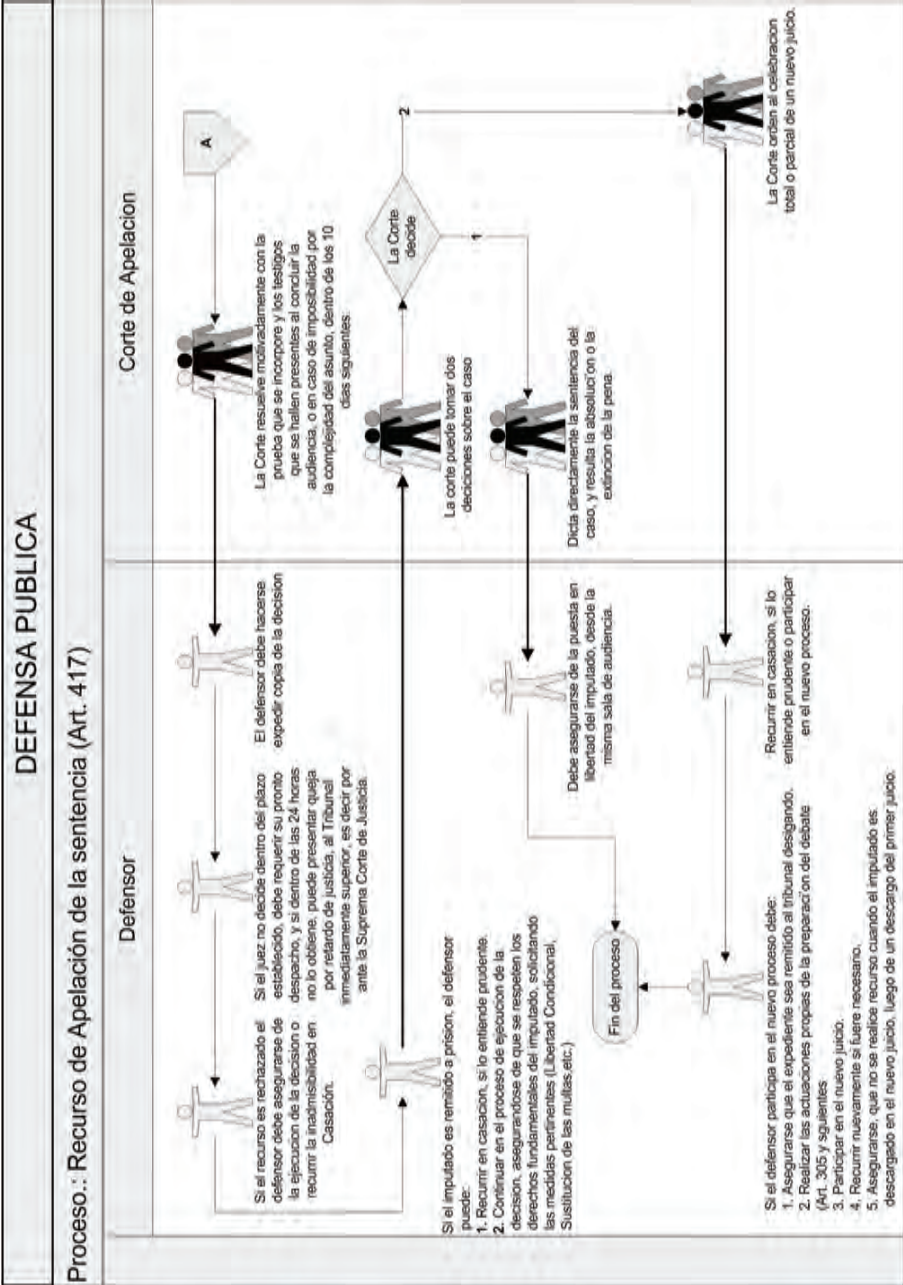 DEFENSA PUBLICA
Proceso.: Recurso de Apelación de la sentencia (Art. 417)
Defensor
Corte de Apelacion
A
La Corte resuelve motivadamente con la
prueba que se incorpore y los testigos
que se hallen presentes al concluir la
audiencia, o en caso de imposibilidad por
la complejidad del asunto, dentro de los 10
dias siguientes
El defensor debe hacerse
expedir copia de la decision
Si el juez no decide dentro del plazo
establecido, debe requerir su pronto
despacho, y si dentro de las 24 horas
no lo obtiene, puede presentar queja
por retardo de justicia, al Tribunal
inmediatamente superior, es decir por
ante la Suprema Corte de Justicia.
Si el recurso es rechazado el
defensor debe asegurarse de
la ejecucion de la decision o
recurrir la inadmisibilidad en
Casación.
Si el imputado es remitido a prision, el defensor
puede:
1. Recurrir en casacion, si lo entiende prudente.
2. Continuar en el proceso de ejecucion de la
decision, asegurandose de que se respeten los
derechos fundamentales del imputado, solicitando
las medidas pertinentes (Libertad Condicional,
Sustitucion de las multas,etc.)
La corte puede tomar dos
deciciones sobre el caso
La Corte
decide
1
2
Dicta directamente la sentencia del
caso, y resulta la absoluci'on o la
extincion de la pena.
Debe asegurarse de la puesta en
libertad del imputado, desde la
misma sala de audiencia.
Fin del proceso
La Corte orden al celebracion
total o parcial de un nuevo juicio.
Recurrir en casacion, si lo
entiende prudente o participar
en el nuevo proceso.
Si el defensor participa en el nuevo proceso debe:
1. Asegurarse que el expediente sea remitido al tribunal desigando.
2. Realizar las actuaciones propias de la preparaci'on del debate
(Art. 305 y sguientes
3. Participar en el nuevo juicio.
4. Recurrir nuevamente si fuere necesario.
5. Asegurarse, que no se realice recurso cuando el imputado es
descargado en el nuevo juicio, luego de un descargo del primer juicio.